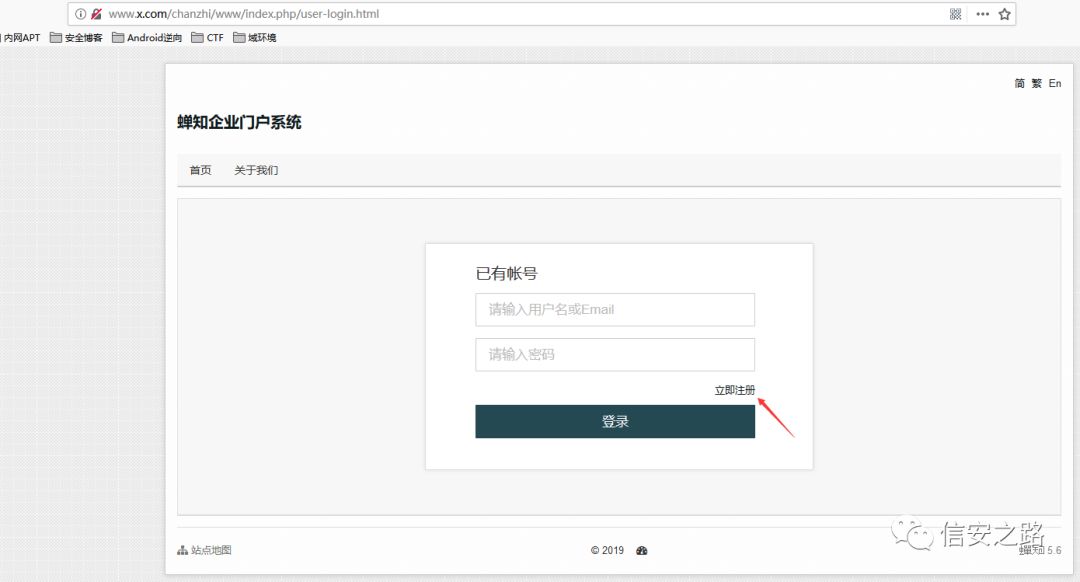 www.x.com/chanzhi/www/index.php/user-login.html
内网APT 安全博客 Android逆向 CTF 域环境
简 繁 En
蝉知企业门户系统
首页 关于我们
已有帐号
请输入用户名或Email
请输入密码
立即注册
登录
信安之路
站点地图 © 2019 蝉知 5.6